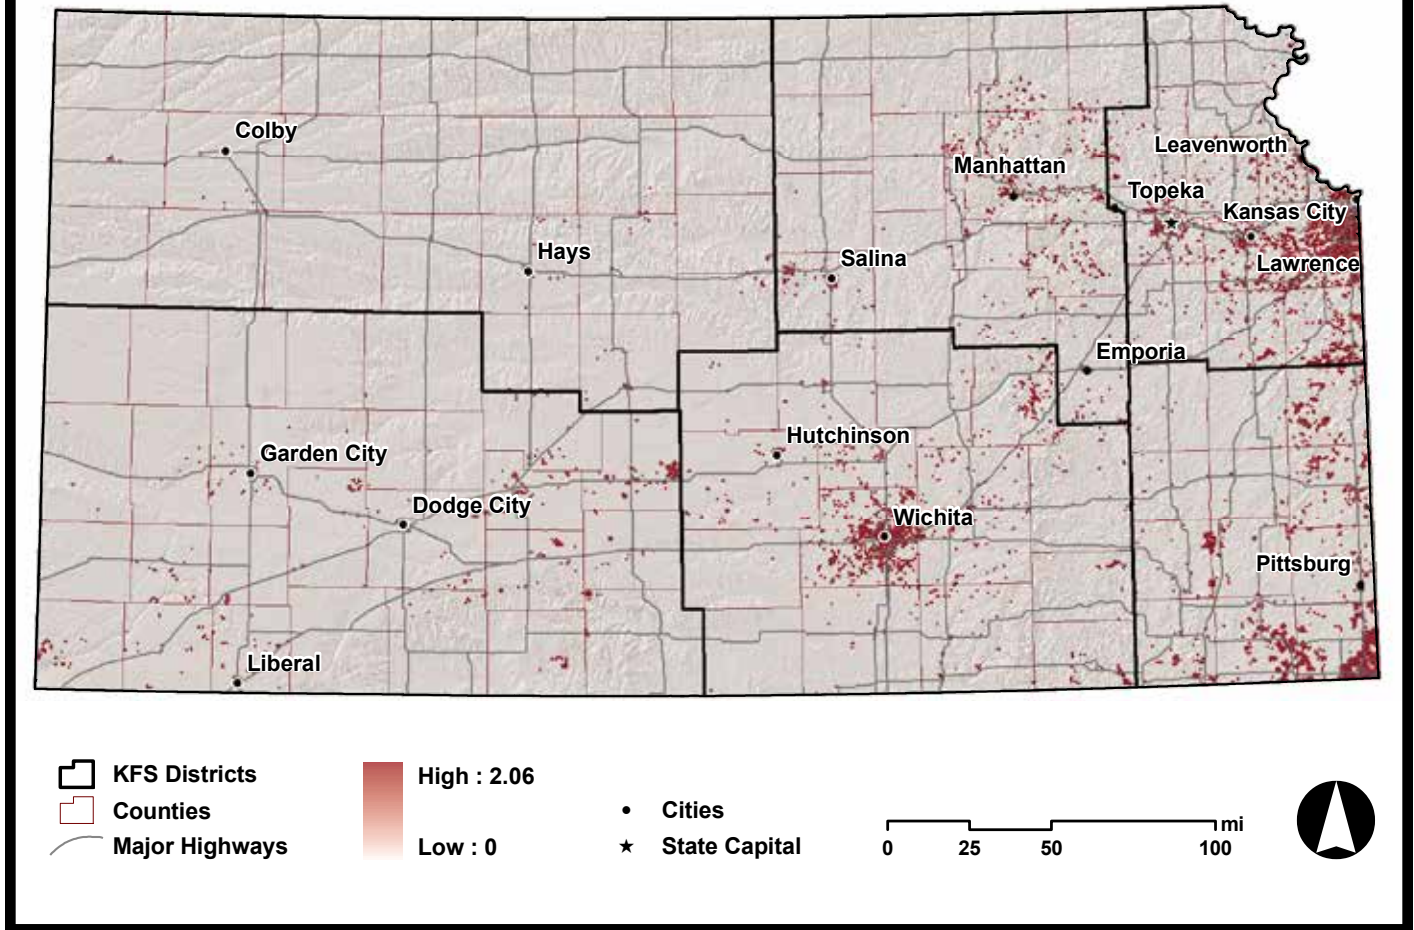 Colby
Leavenworth
Manhattan
Topeka
Kansas City
Hays
Salina
Lawrence
Emporia
Hutchinson
Garden City
Dodge City
Wichita
Pittsburg
Liberal
KFS Districts
High : 2.06
Counties
Cities
Major Highways
Low : 0
State Capital
mi
0 25 50 100